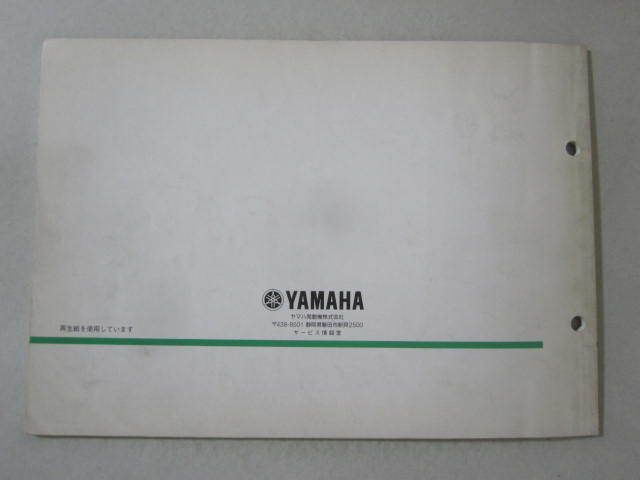 YAMAHA
ヤマハ発動機株式会社
〒438-8501 静岡県磐田市新貝2500
サービス情報室
再生紙を使用しています